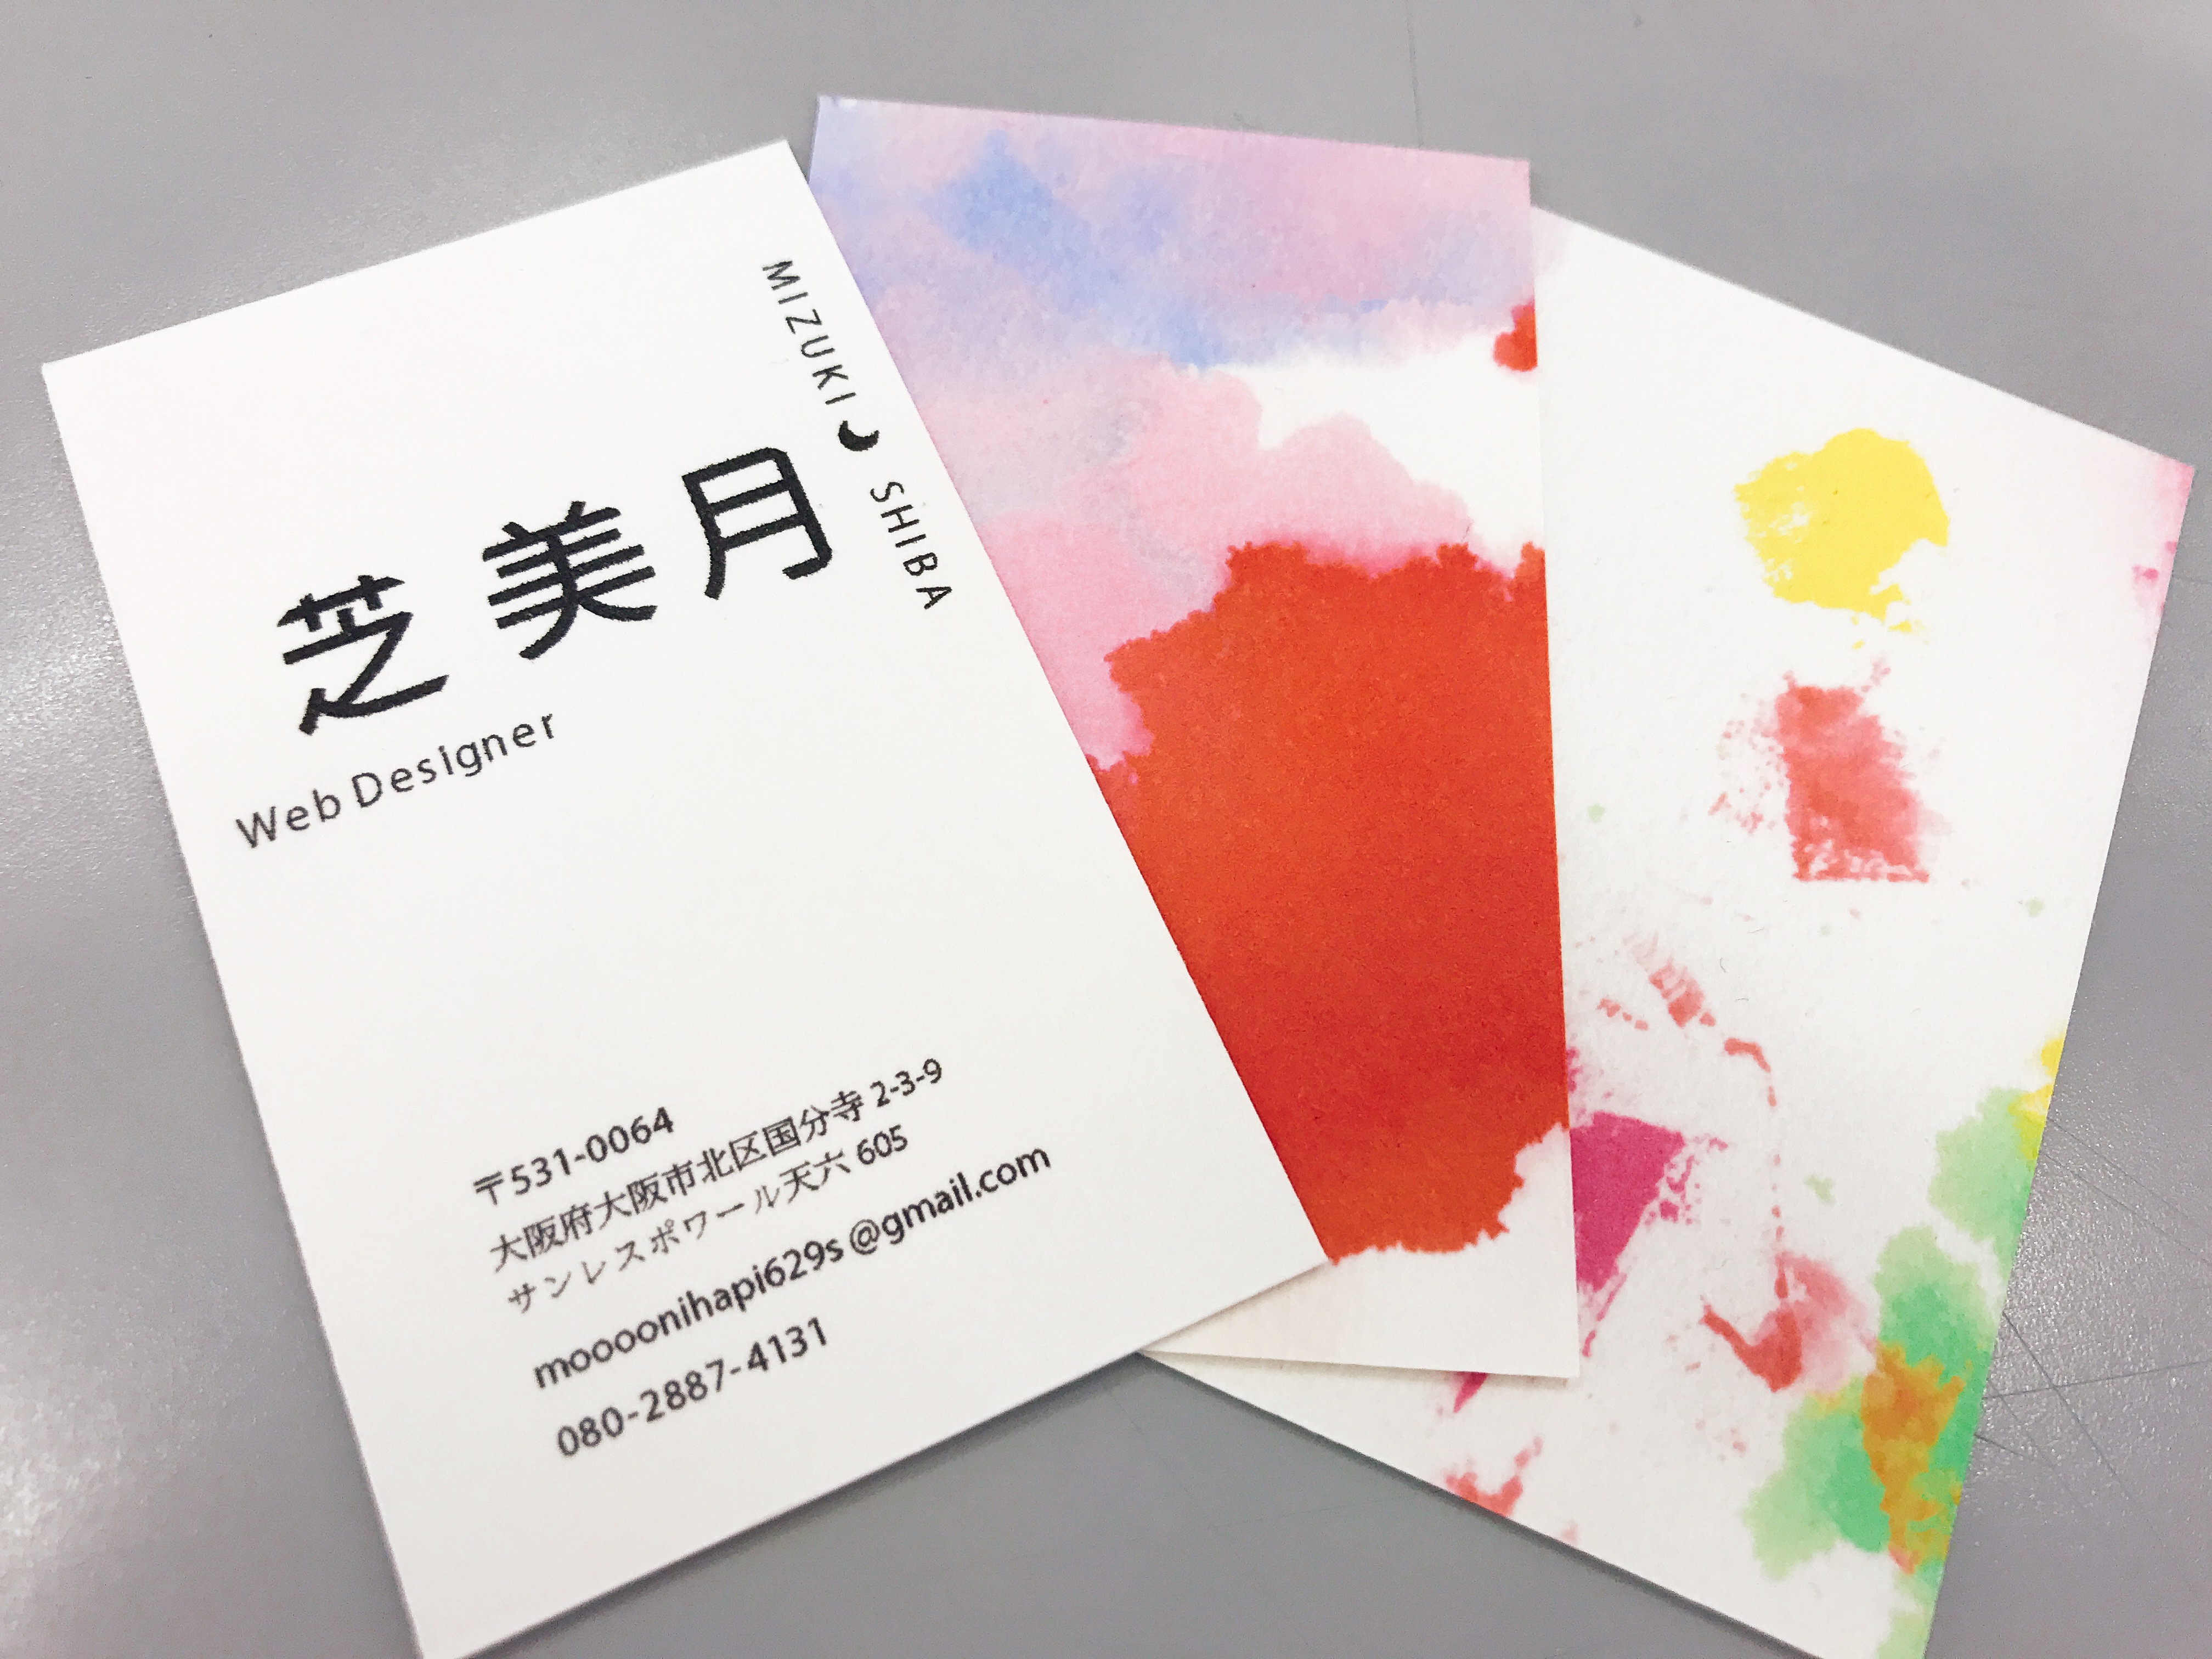 MIZUKI SHIBA
芝 美月
Web Designer
〒531-0064
大阪府大阪市北区国分寺 2-3-9
サンレスポワール天六 605
moooonihapi629s@gmail.com
080-2887-4131